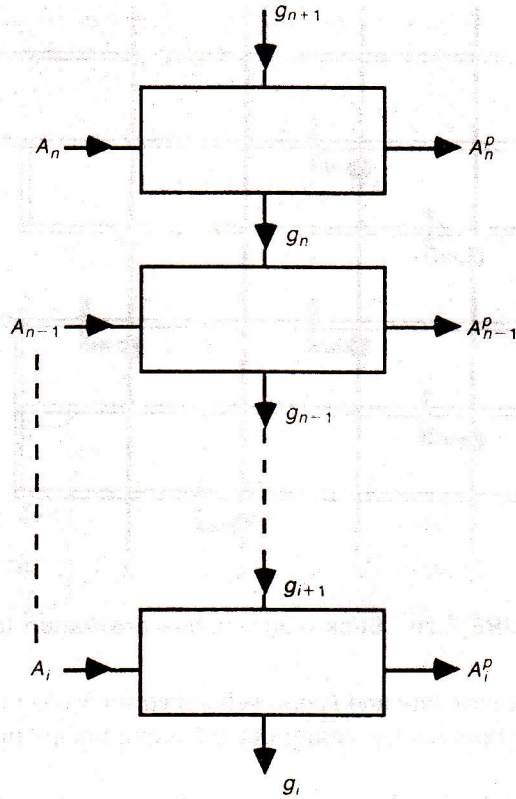 g_{n+1}
A_n A_n^p
g_n
A_{n-1} A_{n-1}^p
g_{n-1}
g_{i+1}
A_i A_i^p
g_i